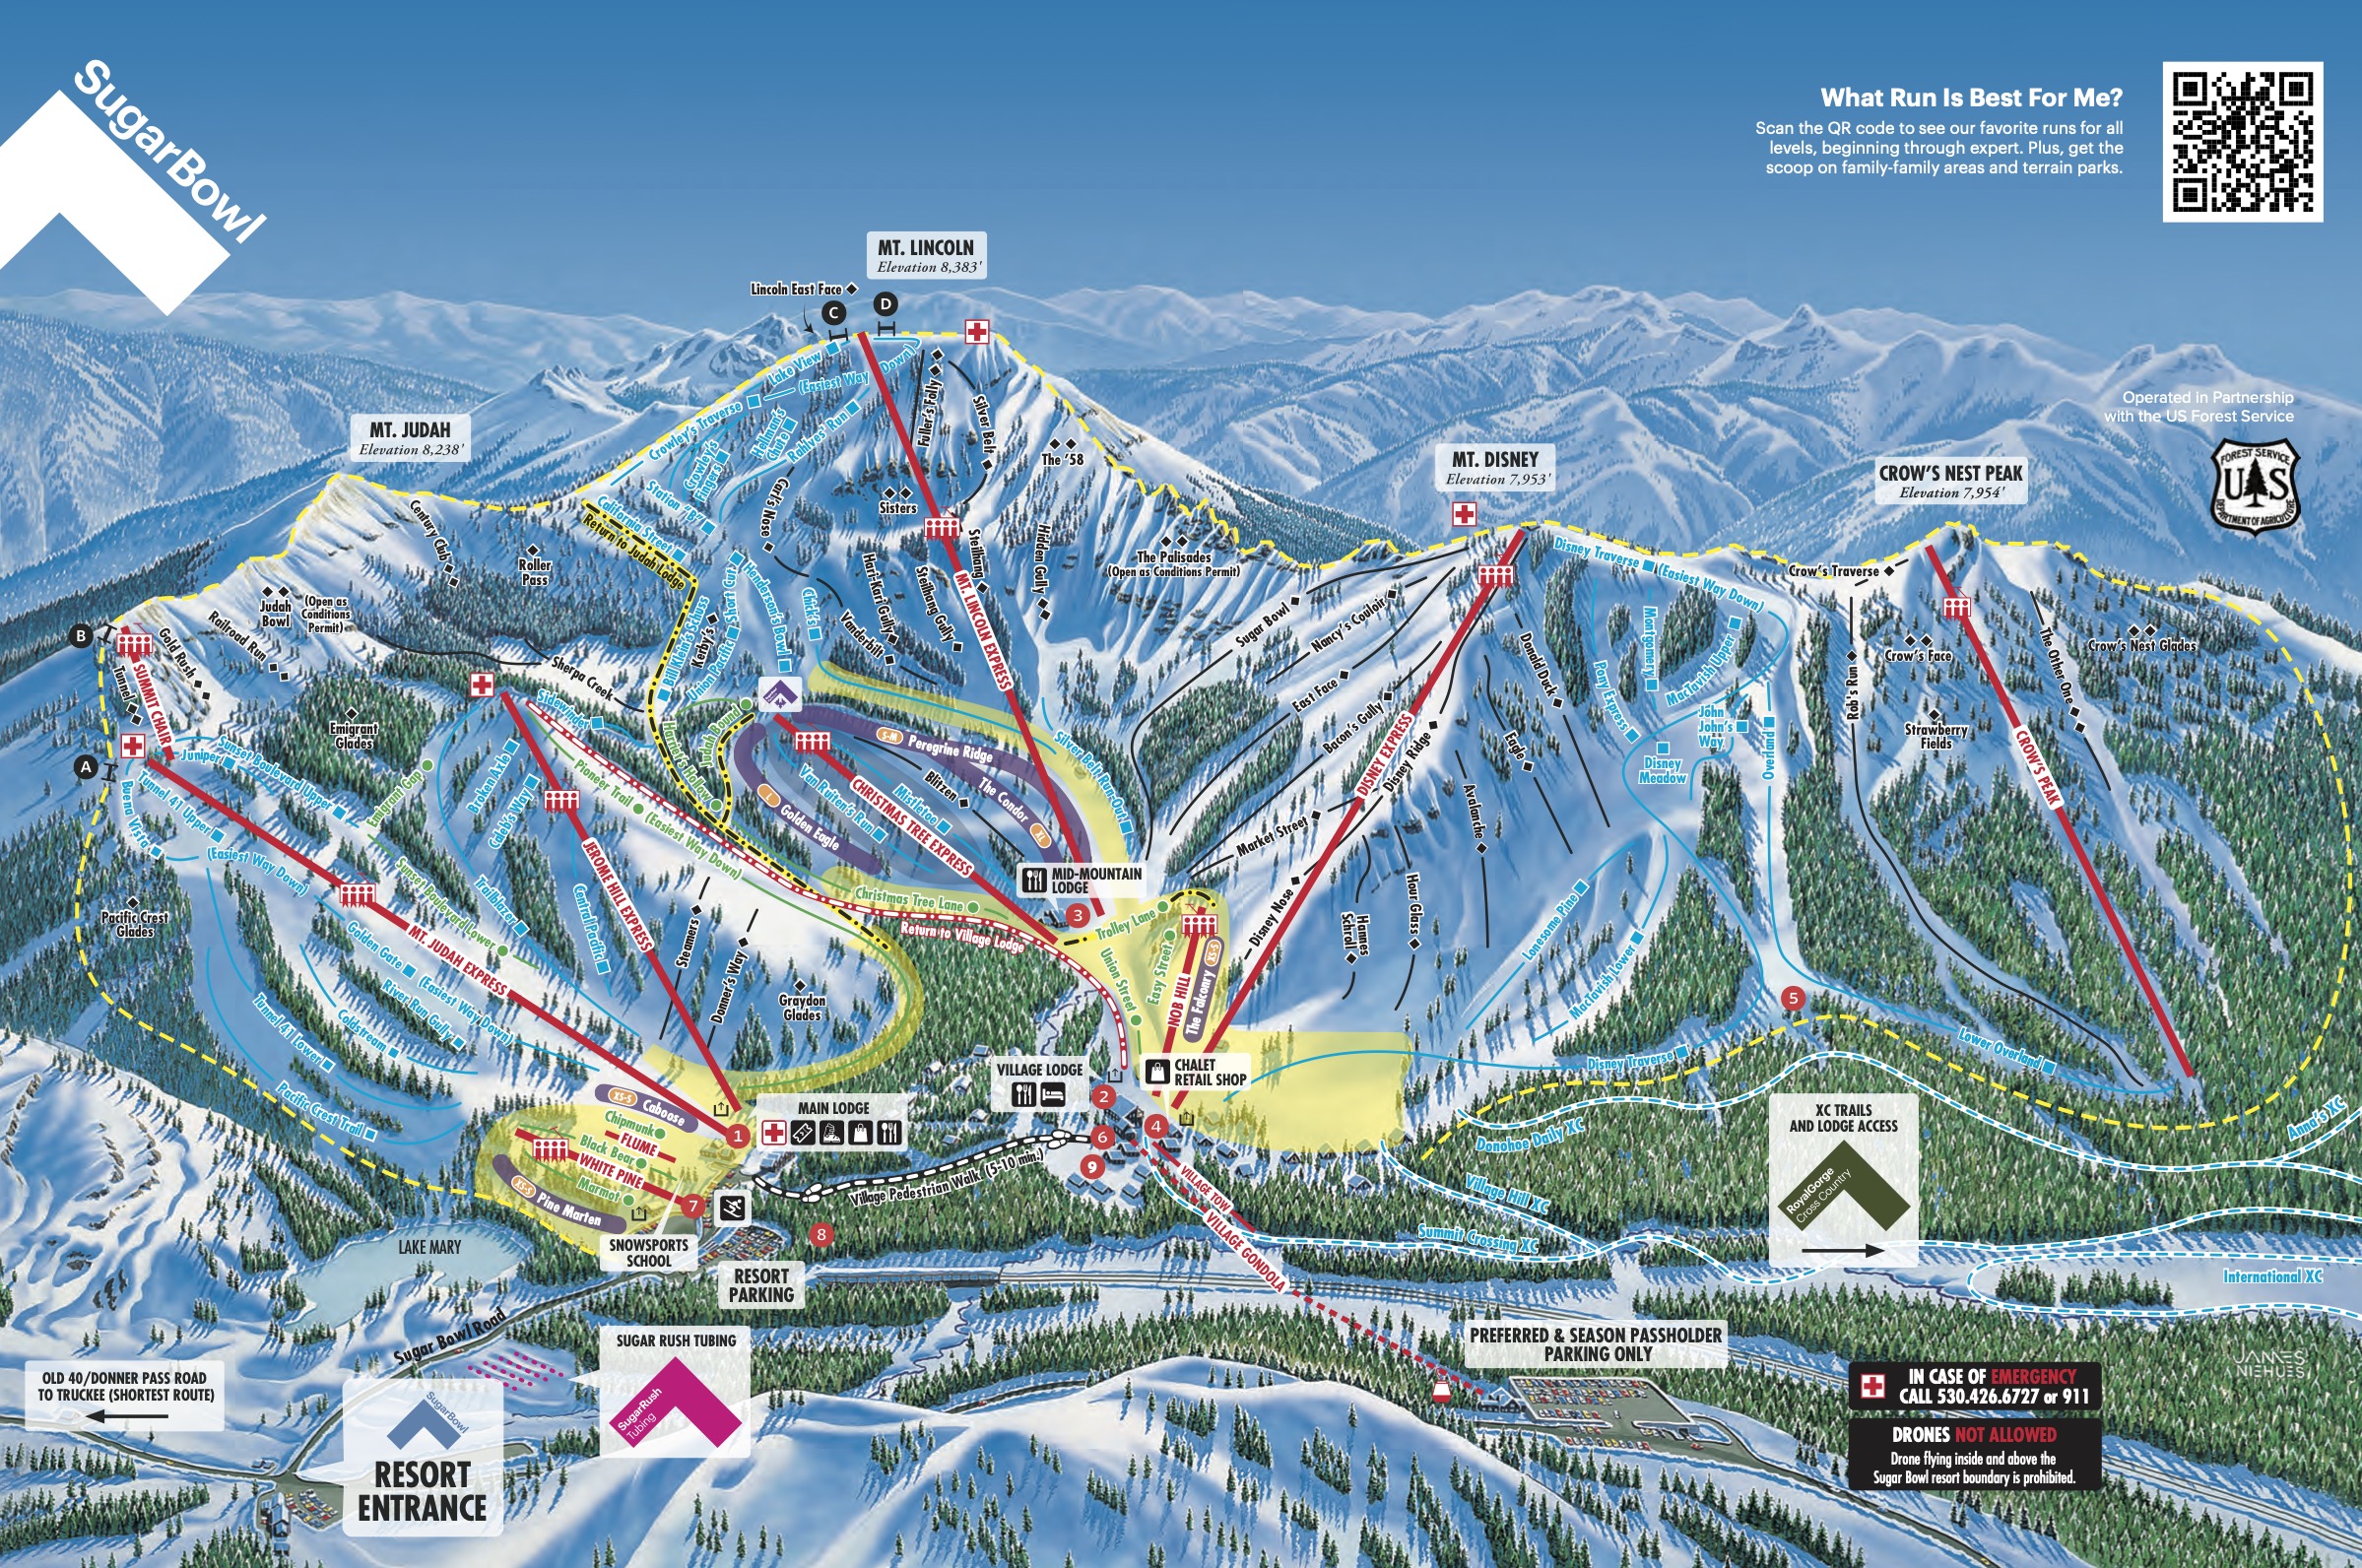 SugarBowl
What Run Is Best For Me?
Scan the QR code to see our favorite runs for all
levels, beginning through expert. Plus, get the
scoop on family-family areas and terrain parks.
Operated in Partnership
with the US Forest Service
FOREST SERVICE
US
DEPARTMENT OF AGRICULTURE
MT. LINCOLN
Elevation 8,383'
Lincoln East Face
C
D
MT. JUDAH
Elevation 8,238'
MT. DISNEY
Elevation 7,953'
CROW'S NEST PEAK
Elevation 7,954'
Lake View
(Easiest Way Down)
Crowley's Traverse
Hellman's
Chute
Rahlves' Run
Crowley's
Fingers
Station "B"
California Street
Return to Judah Lodge
Carl's Nose
Fuller's Folly
Silver Belt
The '58
Sisters
Steilhang
Hidden Gully
The Palisades
(Open as Conditions Permit)
MT. LINCOLN EXPRESS
Hari-Kari Gully
Steilhang Gully
Vanderbilt
Chick's
Henderson's Bowl
Short Cut
Bill Klein's Schuss
Kerby's
Union Pacific
Century Club
Roller
Pass
Judah
Bowl
(Open as
Conditions
Permit)
Railroad Run
Gold Rush
B
Tunnel
SUMMIT CHAIR
A
Emigrant
Glades
Sherpa Creek
Sidewinder
Juniper
Sunset Boulevard Upper
Tunnel 41 Upper
Buena Vista
(Easiest Way Down)
Emigrant Gap
Broken Axle
Caleb's Way
Pioneer Trail
(Easiest Way Down)
Harris's Hollow
Judah Bound
S-M
Peregrine Ridge
The Condor
XL
L
Golden Eagle
Van Ratten's Run
CHRISTMAS TREE EXPRESS
Mistletoe
Blitzen
Silver Belt Run-Out
MID-MOUNTAIN
LODGE
3
Christmas Tree Lane
Return to Village Lodge
JEROME HILL EXPRESS
Sunset Boulevard Lower
Trailblazer
Central Pacific
Steamers
Donner's Way
Graydon
Glades
Pacific Crest
Glades
MT. JUDAH EXPRESS
Golden Gate
(Easiest Way Down)
River Run Gully
Coldstream
Tunnel 41 Lower
Pacific Crest Trail
Sugar Bowl
Nancy's Couloir
East Face
Bacon's Gully
DISNEY EXPRESS
Disney Ridge
Market Street
Disney Nose
Donald Duck
Eagle
Avalanche
Hour Glass
Hannes
Schroll
Disney Traverse
(Easiest Way Down)
Montgomery
MacTavish Upper
Pony Express
John
John's
Way
Overland
Disney
Meadow
Lonesome Pine
MacTavish Lower
Crow's Traverse
Rob's Run
Crow's Face
Strawberry
Fields
The Other One
Crow's Nest Glades
CROW'S PEAK
5
Disney Traverse
Lower Overland
Trolley Lane
Easy Street
Union Street
NOB HILL
The Falconry
XS-S
CHALET
RETAIL SHOP
VILLAGE LODGE
2
4
6
9
XS-S
Caboose
Chipmunk
FLUME
Black Bear
WHITE PINE
Marmot
XS-S
Pine Marten
MAIN LODGE
1
7
8
Village Pedestrian Walk (5-10 min.)
SNOWSPORTS
SCHOOL
RESORT
PARKING
LAKE MARY
VILLAGE TOW
VILLAGE GONDOLA
Donohoe Daily XC
Village Hill XC
Summit Crossing XC
Anna's XC
International XC
XC TRAILS
AND LODGE ACCESS
RoyalGorge
Cross Country
Sugar Bowl Road
SUGAR RUSH TUBING
SugarRush
Tubing
OLD 40/DONNER PASS ROAD
TO TRUCKEE (SHORTEST ROUTE)
SugarBowl
RESORT
ENTRANCE
PREFERRED & SEASON PASSHOLDER
PARKING ONLY
JAMES
NIEHUES
IN CASE OF EMERGENCY
CALL 530.426.6727 or 911
DRONES NOT ALLOWED
Drone flying inside and above the
Sugar Bowl resort boundary is prohibited.